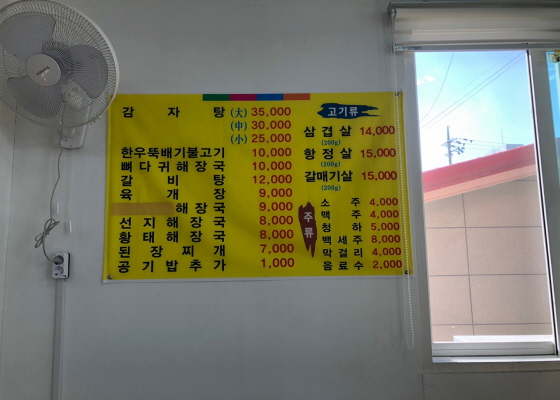 감자탕 (大) 35,000
(中) 30,000
(小) 25,000
한우뚝배기불고기 10,000
뼈다귀해장국 10,000
갈비탕 12,000
육개장 9,000
해장국 9,000
선지해장국 8,000
황태해장국 8,000
된장찌개 7,000
공기밥추가 1,000
고기류
삼겹살 14,000
(200g)
항정살 15,000
(200g)
갈매기살 15,000
(200g)
주류
소주 4,000
맥주 4,000
청하 5,000
백세주 8,000
막걸리 4,000
음료수 2,000